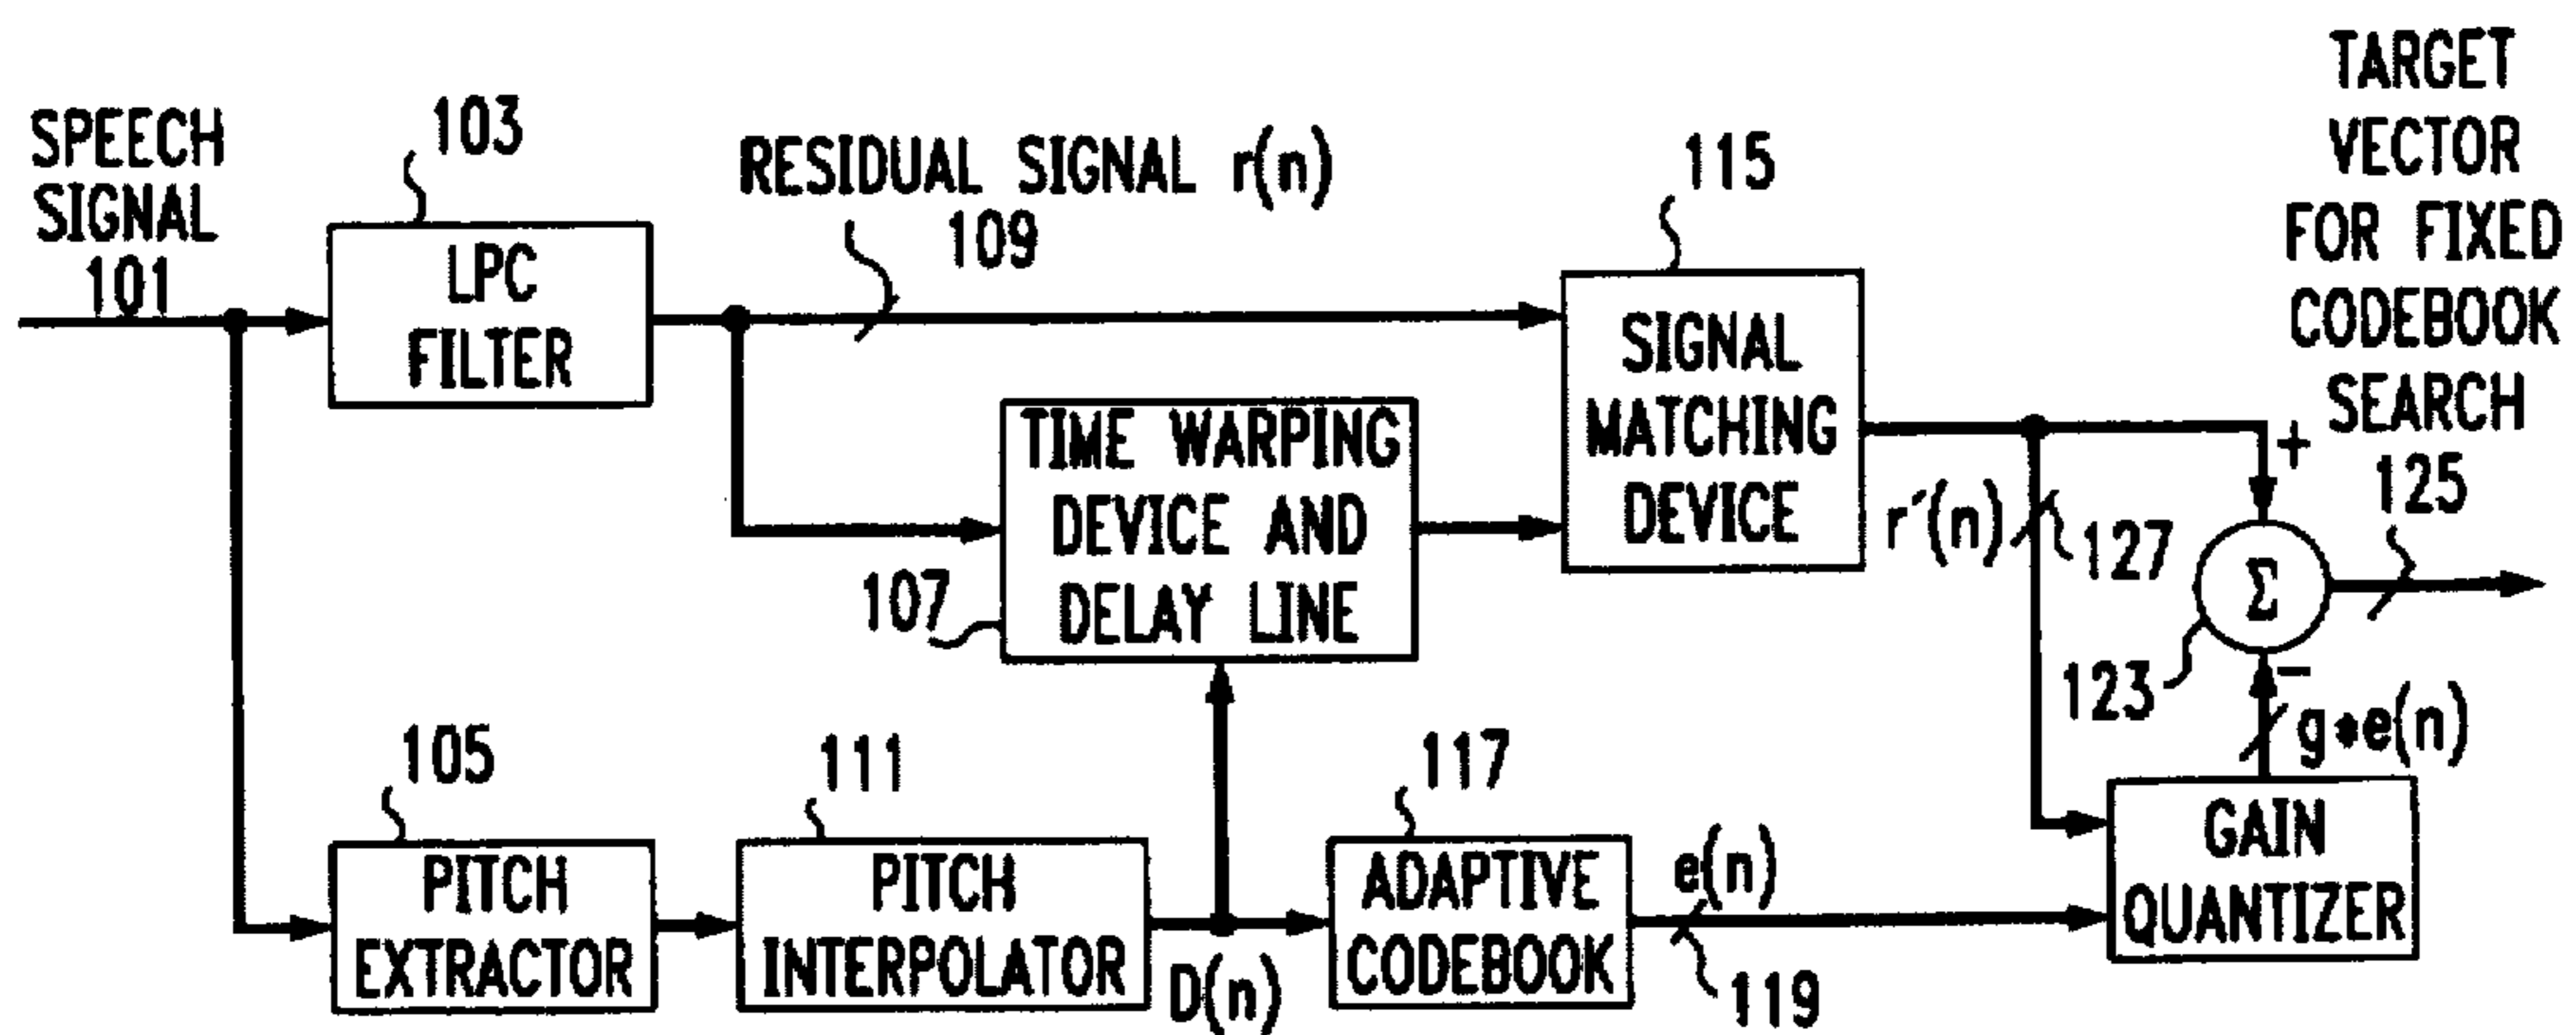 SPEECH
SIGNAL
101
103
LPC
FILTER
RESIDUAL SIGNAL r(n)
109
115
SIGNAL
MATCHING
DEVICE
TARGET
VECTOR
FOR FIXED
CODEBOOK
SEARCH
125
TIME WARPING
DEVICE AND
DELAY LINE
107
r′(n)
127
+
Σ
−
123
g*e(n)
105
PITCH
EXTRACTOR
111
PITCH
INTERPOLATOR
D(n)
117
ADAPTIVE
CODEBOOK
e(n)
119
GAIN
QUANTIZER